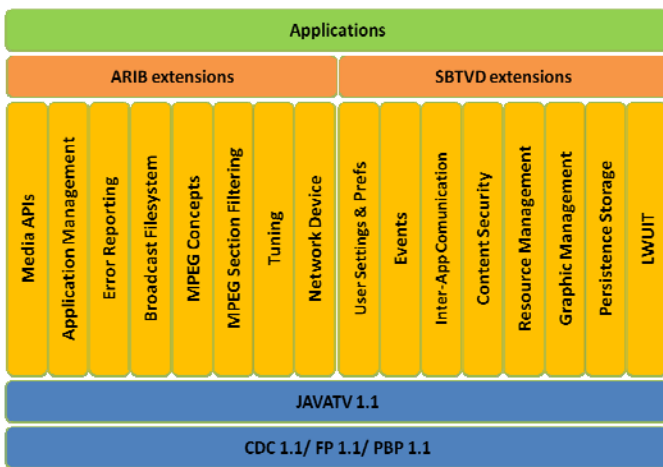 Applications
ARIB extensions
SBTVD extensions
Media APIs
Application Management
Error Reporting
Broadcast Filesystem
MPEG Concepts
MPEG Section Filtering
Tuning
Network Device
User Settings & Prefs
Events
Inter-App Comunication
Content Security
Resource Management
Graphic Management
Persistence Storage
LWUIT
JAVATV 1.1
CDC 1.1/ FP 1.1/ PBP 1.1